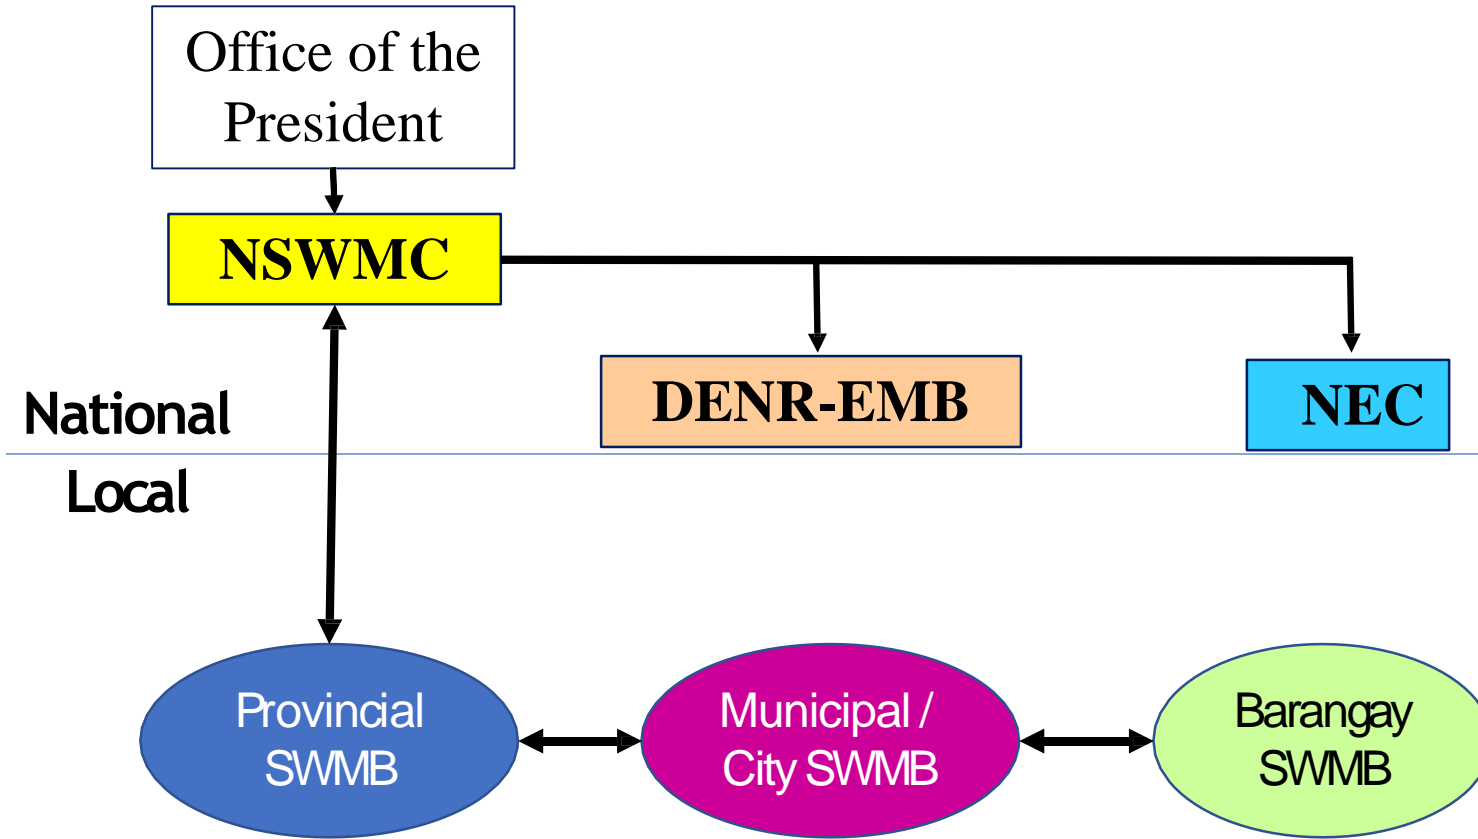 Office of the
President
NSWMC
DENR-EMB
NEC
National
Local
Provincial
SWMB
Municipal /
City SWMB
Barangay
SWMB